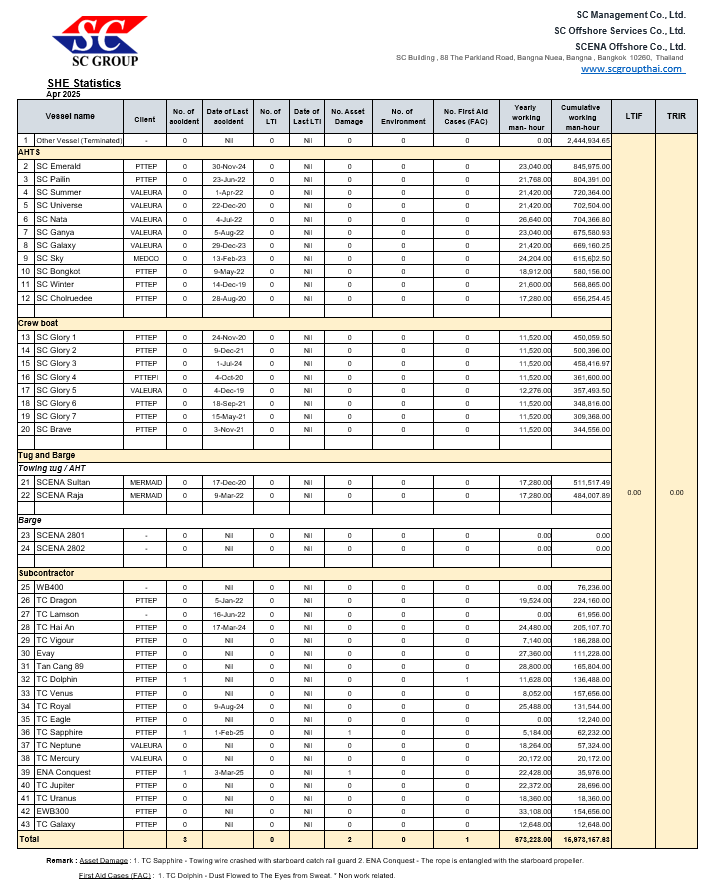 SC
SC GROUP
SC Management Co., Ltd.
SC Offshore Services Co., Ltd.
SCENA Offshore Co., Ltd.
SC Building , 88 The Parkland Road, Bangna Nuea, Bangna , Bangkok 10260, Thailand
www.scgroupthai.com
SHE Statistics
Apr 2025
Vessel name Client No. of accident Date of Last accident No. of LTI Date of Last LTI No. Asset Damage No. of Environment No. First Aid Cases (FAC) Yearly working man- hour Cumulative working man-hour LTIF TRIR
1 Other Vessel (Terminated) - 0 Nil 0 Nil 0 0 0 0.00 2,444,934.65
AHTS
2 SC Emerald PTTEP 0 30-Nov-24 0 Nil 0 0 0 23,040.00 845,975.00
3 SC Pailin PTTEP 0 23-Jun-22 0 Nil 0 0 0 21,768.00 804,391.00
4 SC Summer VALEURA 0 1-Apr-22 0 Nil 0 0 0 21,420.00 720,364.00
5 SC Universe VALEURA 0 22-Dec-20 0 Nil 0 0 0 21,420.00 702,504.00
6 SC Nata VALEURA 0 4-Jul-22 0 Nil 0 0 0 26,640.00 704,366.80
7 SC Ganya VALEURA 0 5-Aug-22 0 Nil 0 0 0 23,040.00 675,580.93
8 SC Galaxy VALEURA 0 29-Dec-23 0 Nil 0 0 0 21,420.00 669,160.25
9 SC Sky MEDCO 0 13-Feb-23 0 Nil 0 0 0 24,204.00 615,602.50
10 SC Bongkot PTTEP 0 9-May-22 0 Nil 0 0 0 18,912.00 580,156.00
11 SC Winter PTTEP 0 14-Dec-19 0 Nil 0 0 0 21,600.00 568,865.00
12 SC Cholruedee PTTEP 0 28-Aug-20 0 Nil 0 0 0 17,280.00 656,254.45
Crew boat
13 SC Glory 1 PTTEP 0 24-Nov-20 0 Nil 0 0 0 11,520.00 450,059.50
14 SC Glory 2 PTTEP 0 9-Dec-21 0 Nil 0 0 0 11,520.00 500,396.00
15 SC Glory 3 PTTEP 0 1-Jul-24 0 Nil 0 0 0 11,520.00 458,416.97
16 SC Glory 4 PTTEPI 0 4-Oct-20 0 Nil 0 0 0 11,520.00 361,600.00
17 SC Glory 5 VALEURA 0 4-Dec-19 0 Nil 0 0 0 12,276.00 357,493.50
18 SC Glory 6 PTTEP 0 18-Sep-21 0 Nil 0 0 0 11,520.00 348,816.00
19 SC Glory 7 PTTEP 0 15-May-21 0 Nil 0 0 0 11,520.00 309,368.00
20 SC Brave PTTEP 0 3-Nov-21 0 Nil 0 0 0 11,520.00 344,556.00
Tug and Barge
Towing tug / AHT
21 SCENA Sultan MERMAID 0 17-Dec-20 0 Nil 0 0 0 17,280.00 511,517.49
0.00 0.00
22 SCENA Raja MERMAID 0 9-Mar-22 0 Nil 0 0 0 17,280.00 484,007.89
Barge
23 SCENA 2801 - 0 Nil 0 Nil 0 0 0 0.00 0.00
24 SCENA 2802 - 0 Nil 0 Nil 0 0 0 0.00 0.00
Subcontractor
25 WB400 - 0 Nil 0 Nil 0 0 0 0.00 76,236.00
26 TC Dragon PTTEP 0 5-Jan-22 0 Nil 0 0 0 19,524.00 224,160.00
27 TC Lamson - 0 16-Jun-22 0 Nil 0 0 0 0.00 61,956.00
28 TC Hai An PTTEP 0 17-Mar-24 0 Nil 0 0 0 24,480.00 205,107.70
29 TC Vigour PTTEP 0 Nil 0 Nil 0 0 0 7,140.00 186,288.00
30 Evay PTTEP 0 Nil 0 Nil 0 0 0 27,360.00 111,228.00
31 Tan Cang 89 PTTEP 0 Nil 0 Nil 0 0 0 28,800.00 165,804.00
32 TC Dolphin PTTEP 1 Nil 0 Nil 0 0 1 11,628.00 136,488.00
33 TC Venus PTTEP 0 Nil 0 Nil 0 0 0 8,052.00 157,656.00
34 TC Royal PTTEP 0 9-Aug-24 0 Nil 0 0 0 25,488.00 131,544.00
35 TC Eagle PTTEP 0 Nil 0 Nil 0 0 0 0.00 12,240.00
36 TC Sapphire PTTEP 1 1-Feb-25 0 Nil 1 0 0 5,184.00 62,232.00
37 TC Neptune VALEURA 0 Nil 0 Nil 0 0 0 18,264.00 57,324.00
38 TC Mercury VALEURA 0 Nil 0 Nil 0 0 0 20,172.00 20,172.00
39 ENA Conquest PTTEP 1 3-Mar-25 0 Nil 1 0 0 22,428.00 35,976.00
40 TC Jupiter PTTEP 0 Nil 0 Nil 0 0 0 22,372.00 28,696.00
41 TC Uranus PTTEP 0 Nil 0 Nil 0 0 0 18,360.00 18,360.00
42 EWB300 PTTEP 0 Nil 0 Nil 0 0 0 33,108.00 154,656.00
43 TC Galaxy PTTEP 0 Nil 0 Nil 0 0 0 12,648.00 12,648.00
Total 3 0 2 0 1 673,228.00 16,973,157.63
Remark : Asset Damage : 1. TC Sapphire - Towing wire crashed with starboard catch rail guard 2. ENA Conquest - The rope is entangled with the starboard propeller.
First Aid Cases (FAC) : 1. TC Dolphin - Dust Flowed to The Eyes from Sweat. * Non work related.